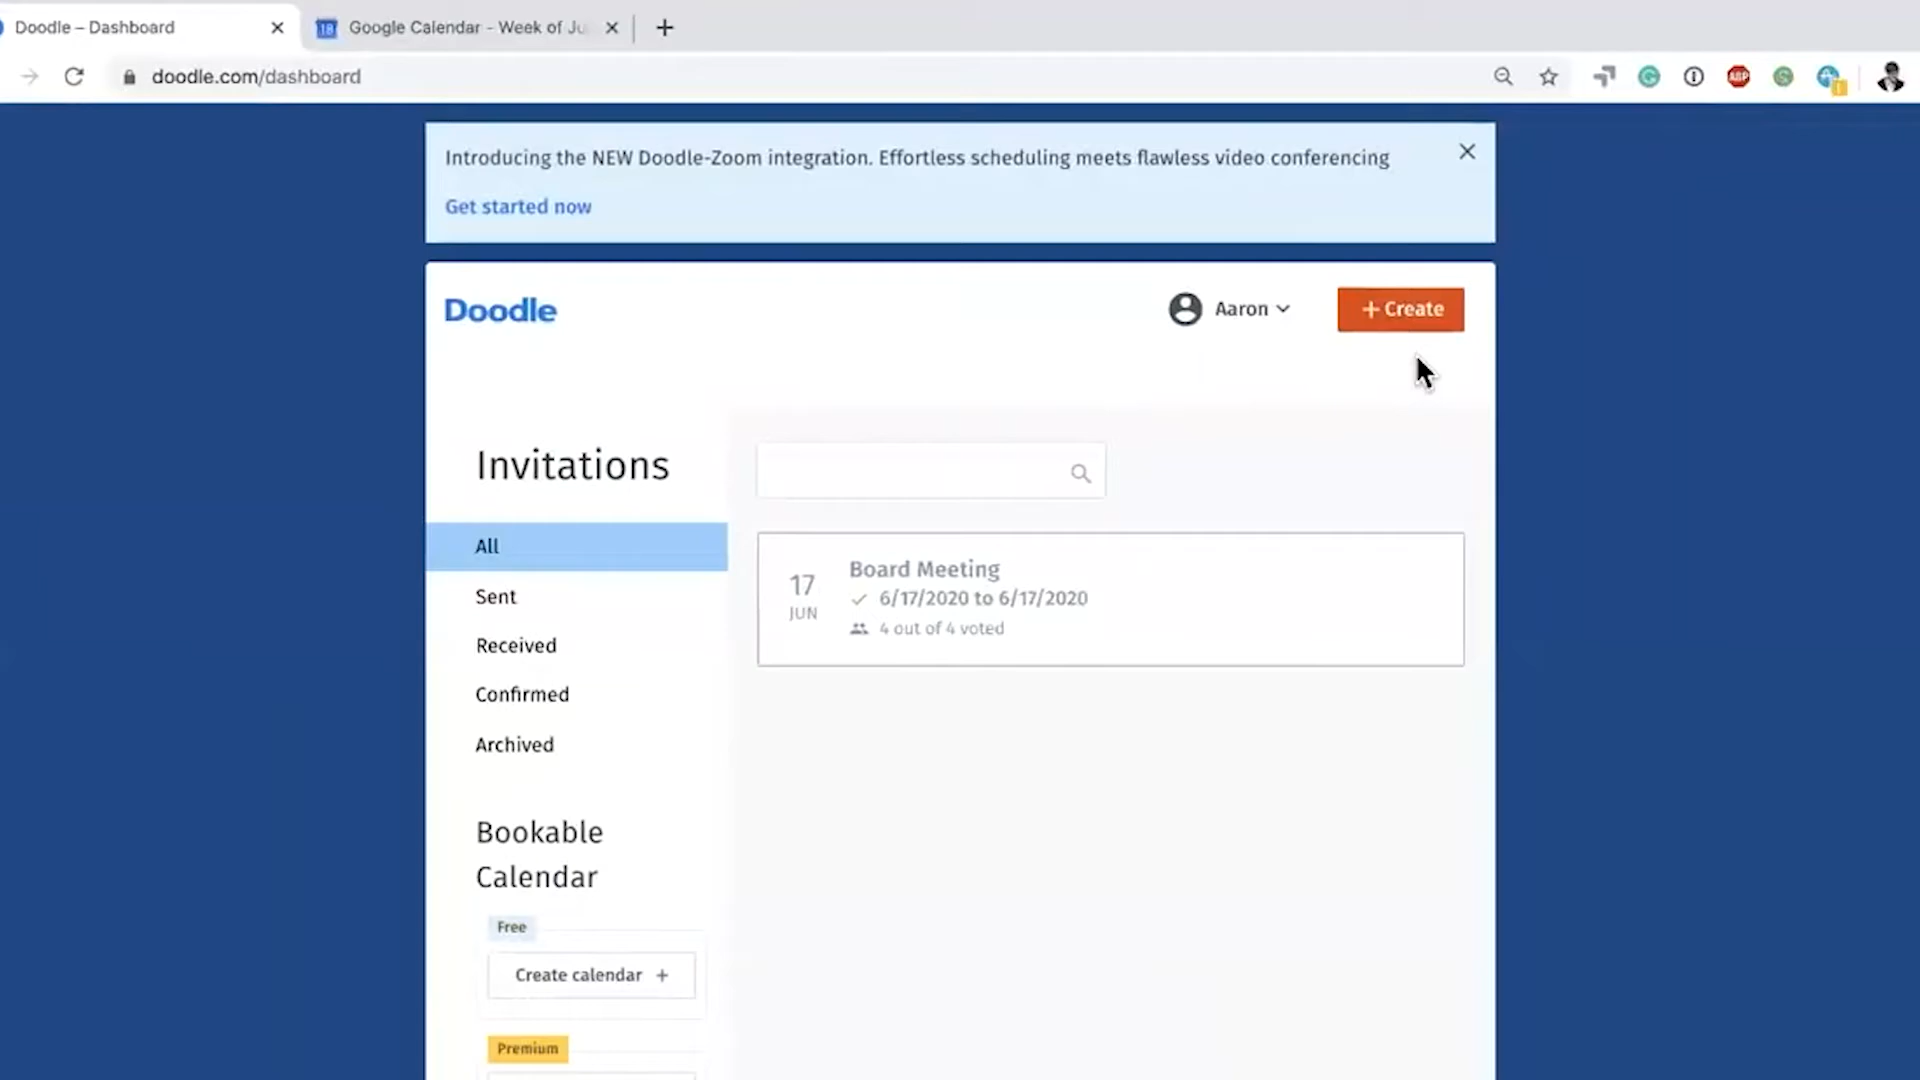 Doodle – Dashboard
18
Google Calendar - Week of Ju
doodle.com/dashboard
ABP
Introducing the NEW Doodle-Zoom integration. Effortless scheduling meets flawless video conferencing
Get started now
Doodle
Aaron
+ Create
Invitations
All
Sent
Received
Confirmed
Archived
17
JUN
Board Meeting
6/17/2020 to 6/17/2020
4 out of 4 voted
Bookable
Calendar
Free
Create calendar +
Premium